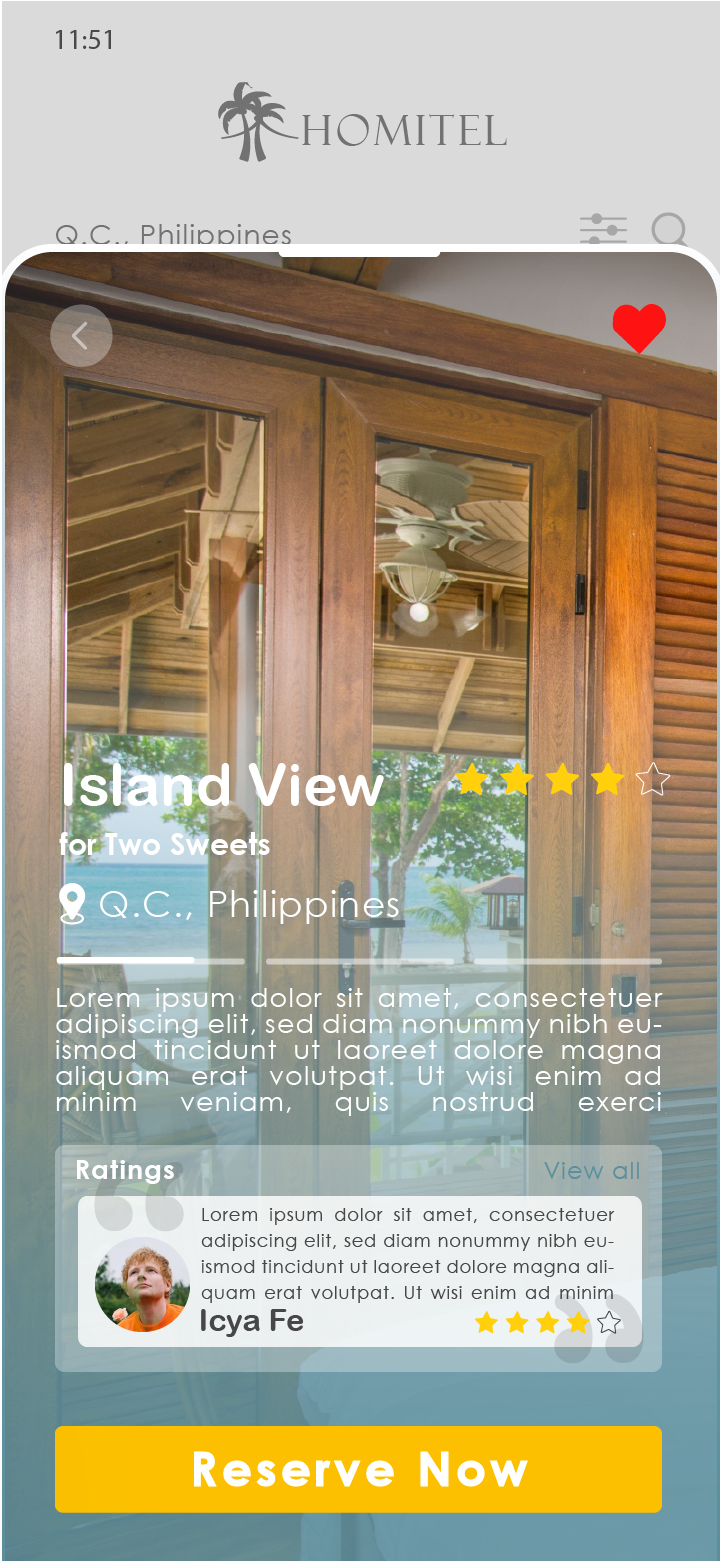 11:51
HOMITEL
Q.C., Philippines
Island View
for Two Sweets
Q.C., Philippines
Lorem ipsum dolor sit amet, consectetuer
adipiscing elit, sed diam nonummy nibh eu-
ismod tincidunt ut laoreet dolore magna
aliquam erat volutpat. Ut wisi enim ad
minim veniam, quis nostrud exerci
Ratings
View all
Lorem ipsum dolor sit amet, consectetuer
adipiscing elit, sed diam nonummy nibh eu-
ismod tincidunt ut laoreet dolore magna ali-
quam erat volutpat. Ut wisi enim ad minim
Icya Fe
Reserve Now